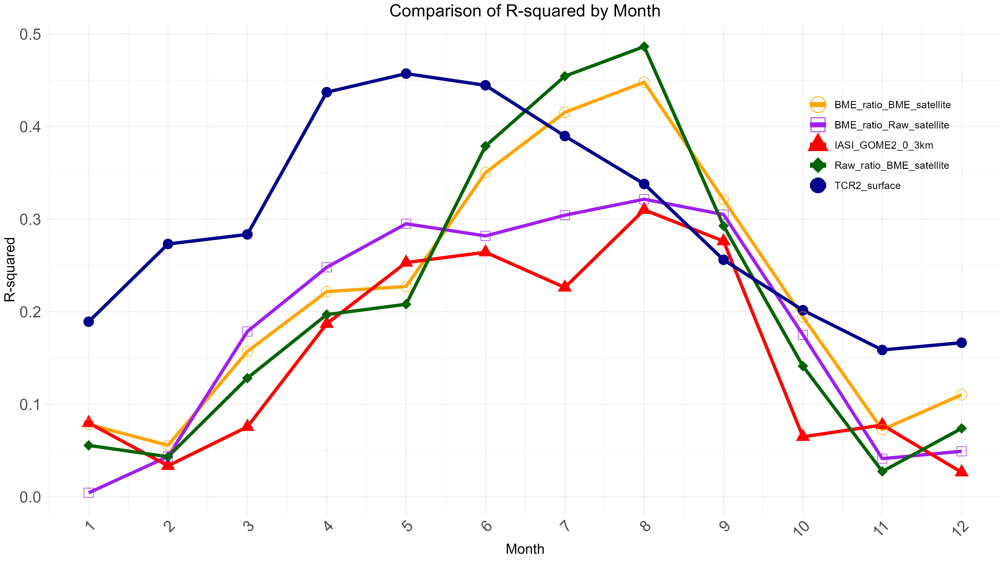 Comparison of R-squared by Month
R-squared
0.5
0.4
0.3
0.2
0.1
0.0
BME_ratio_BME_satellite
BME_ratio_Raw_satellite
IASI_GOME2_0_3km
Raw_ratio_BME_satellite
TCR2_surface
1 2 3 4 5 6 7 8 9 10 11 12
Month